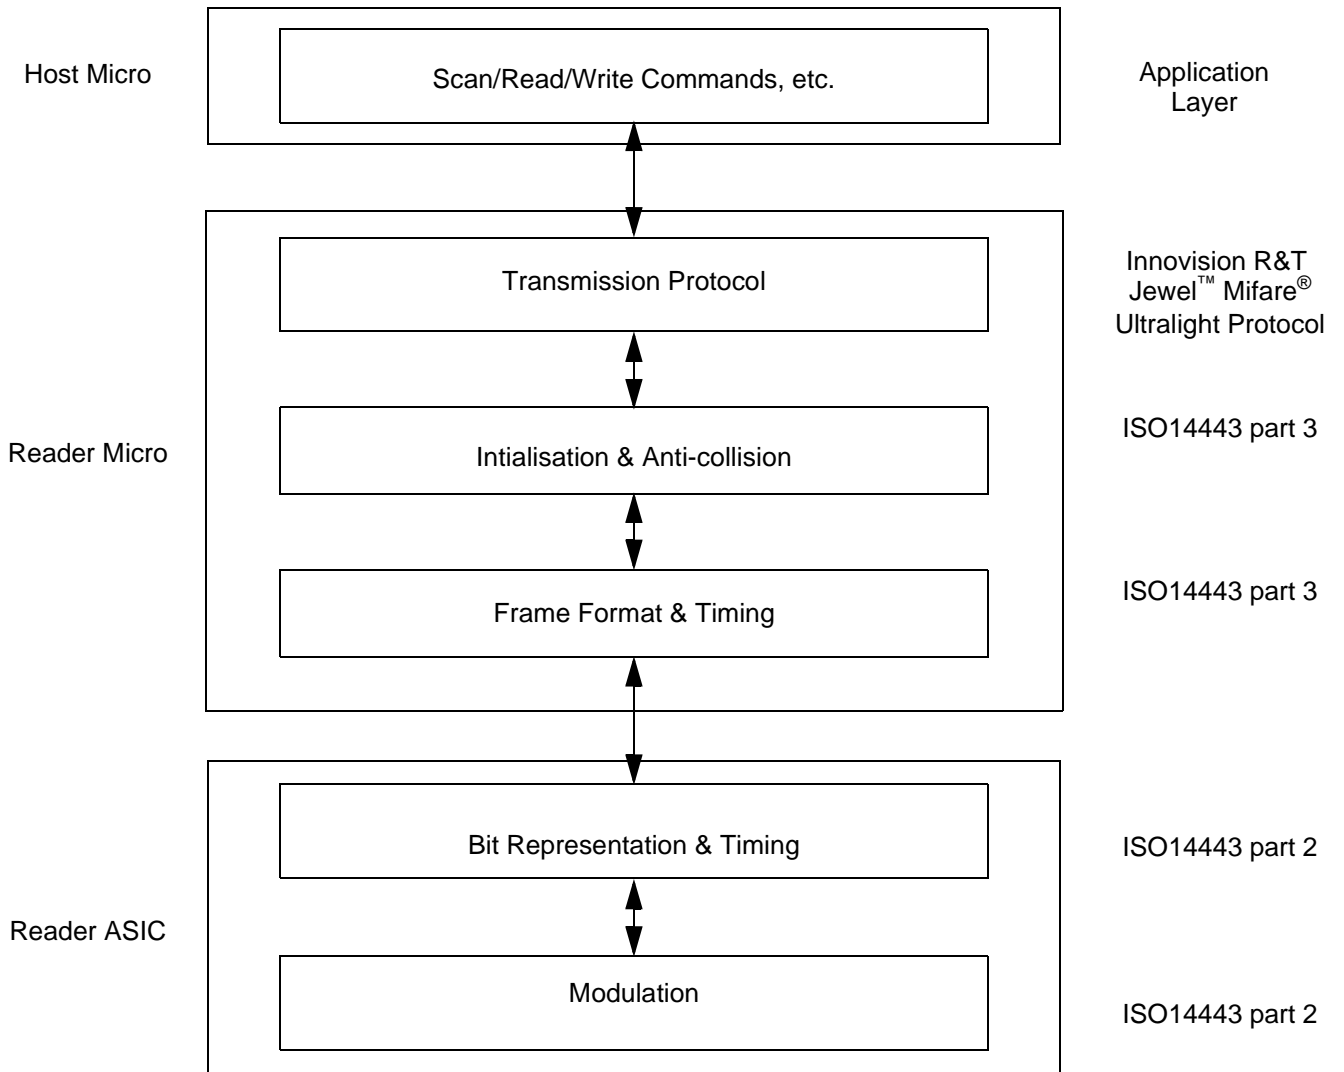 Host Micro
Scan/Read/Write Commands, etc.
Application
Layer
Transmission Protocol
Innovision R&T
Jewel™ Mifare®
Ultralight Protocol
Reader Micro
Intialisation & Anti-collision
ISO14443 part 3
Frame Format & Timing
ISO14443 part 3
Bit Representation & Timing
ISO14443 part 2
Reader ASIC
Modulation
ISO14443 part 2